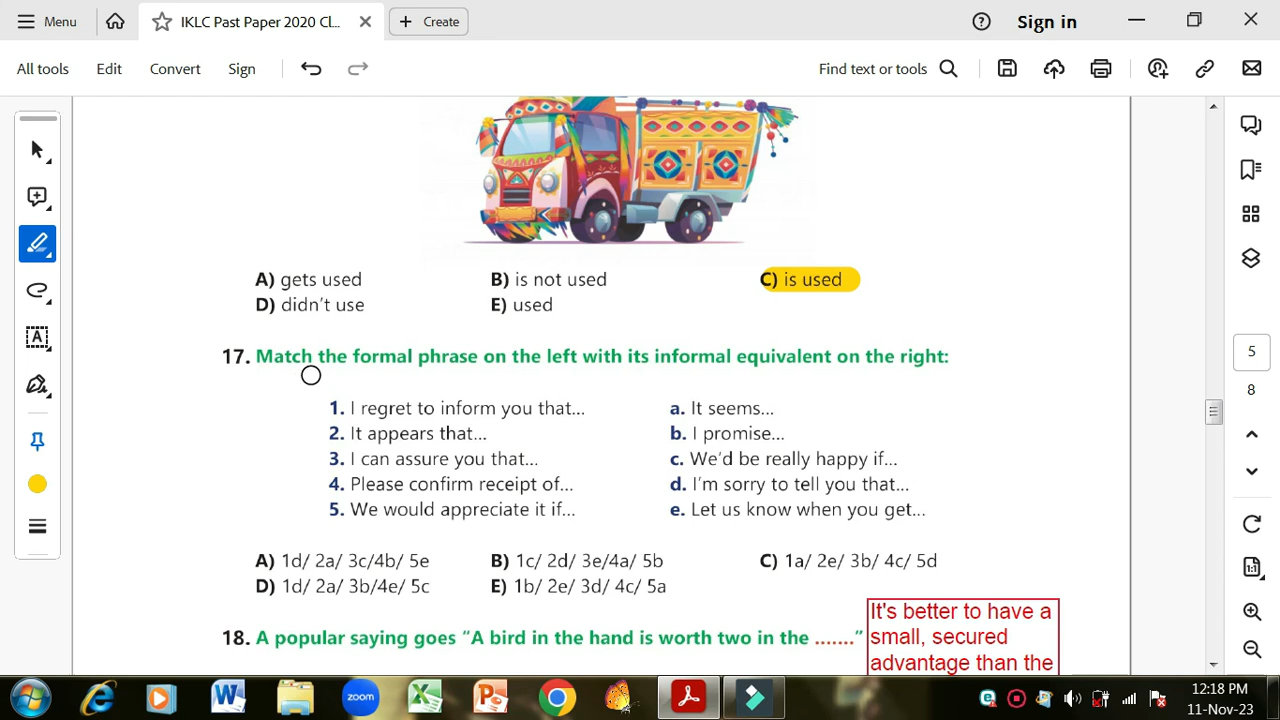 Menu
IKLC Past Paper 2020 Cl...
Create
Sign in
All tools Edit Convert Sign
Find text or tools
A) gets used B) is not used C) is used
D) didn't use E) used
17. Match the formal phrase on the left with its informal equivalent on the right:
1. I regret to inform you that... a. It seems...
2. It appears that... b. I promise...
3. I can assure you that... c. We'd be really happy if...
4. Please confirm receipt of... d. I'm sorry to tell you that...
5. We would appreciate it if... e. Let us know when you get...
A) 1d/ 2a/ 3c/4b/ 5e B) 1c/ 2d/ 3e/4a/ 5b C) 1a/ 2e/ 3b/ 4c/ 5d
D) 1d/ 2a/ 3b/4e/ 5c E) 1b/ 2e/ 3d/ 4c/ 5a
18. A popular saying goes "A bird in the hand is worth two in the ......."
It's better to have a
small, secured
advantage than the
5
8
1:1
zoom
12:18 PM
11-Nov-23